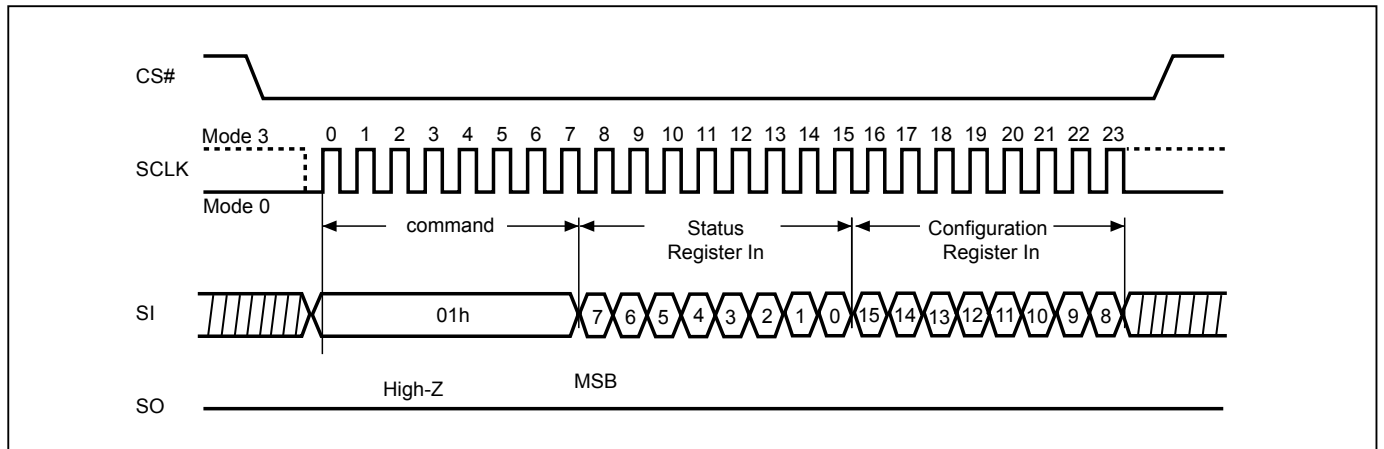 CS#
Mode 3
0 1 2 3 4 5 6 7 8 9 10 11 12 13 14 15 16 17 18 19 20 21 22 23
SCLK
Mode 0
command
Status
Register In
Configuration
Register In
SI
01h
7 6 5 4 3 2 1 0 15 14 13 12 11 10 9 8
High-Z
MSB
SO